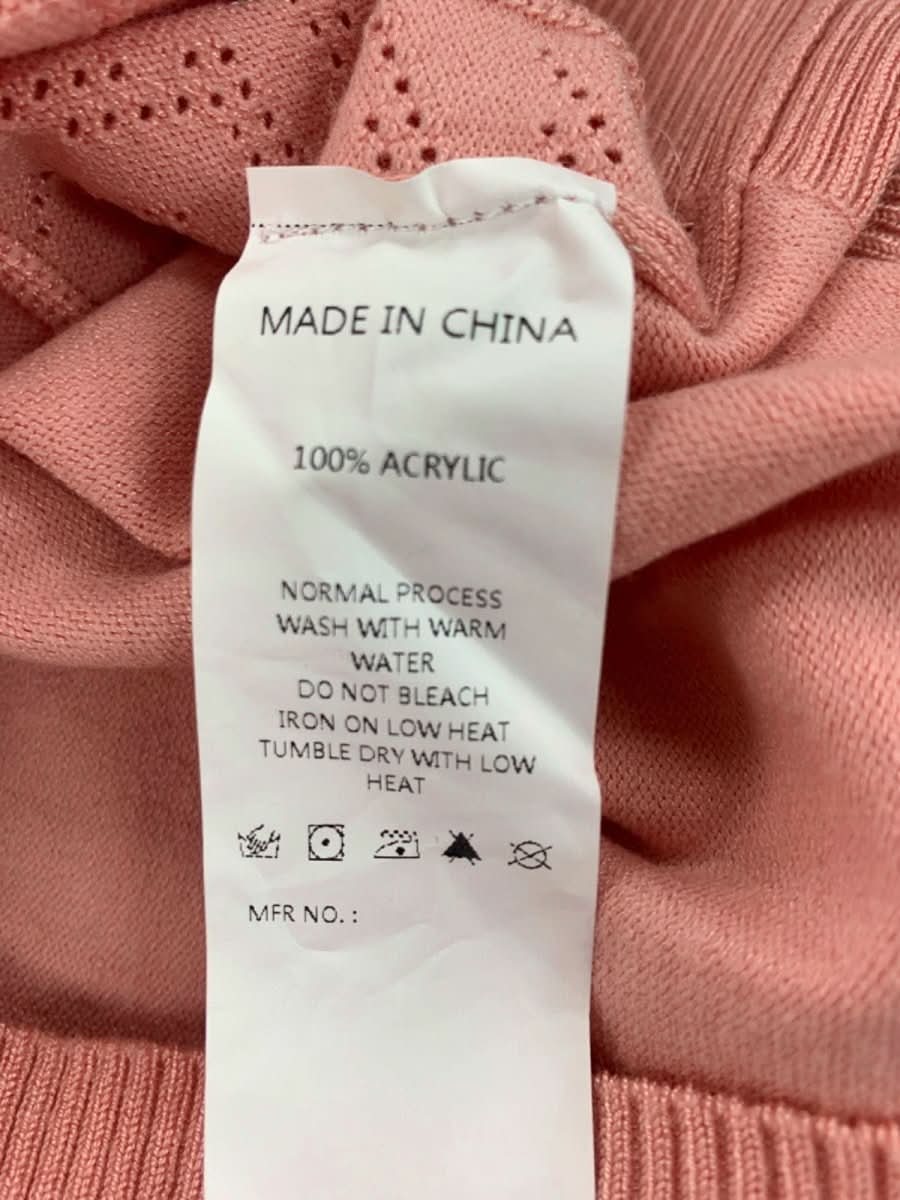 MADE IN CHINA
100% ACRYLIC
NORMAL PROCESS
WASH WITH WARM
WATER
DO NOT BLEACH
IRON ON LOW HEAT
TUMBLE DRY WITH LOW
HEAT
MFR NO. :